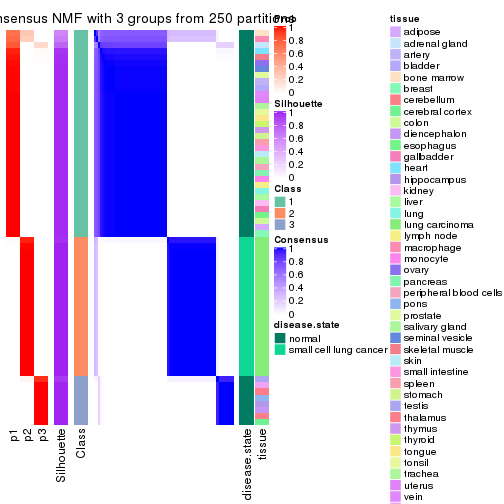 nsensus NMF with 3 groups from 250 partitions
Prob
1
0.8
0.6
0.4
0.2
0
Silhouette
1
0.8
0.6
0.4
0.2
0
Class
1
2
3
Consensus
1
0.8
0.6
0.4
0.2
0
disease.state
normal
small cell lung cancer
tissue
adipose
adrenal gland
artery
bladder
bone marrow
breast
cerebellum
cerebral cortex
colon
diencephalon
esophagus
gallbadder
heart
hippocampus
kidney
liver
lung
lung carcinoma
lymph node
macrophage
monocyte
ovary
pancreas
peripheral blood cells
pons
prostate
salivary gland
seminal vesicle
skeletal muscle
skin
small intestine
spleen
stomach
testis
thalamus
thymus
thyroid
tongue
tonsil
trachea
uterus
vein
p1
p2
p3
Silhouette
Class
disease.state
tissue